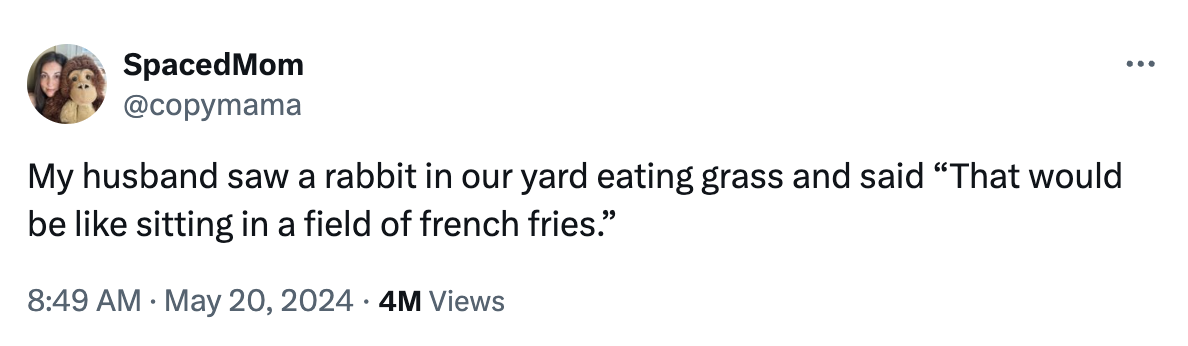 SpacedMom
@copymama
My husband saw a rabbit in our yard eating grass and said “That would
be like sitting in a field of french fries.”
8:49 AM · May 20, 2024 · 4M Views